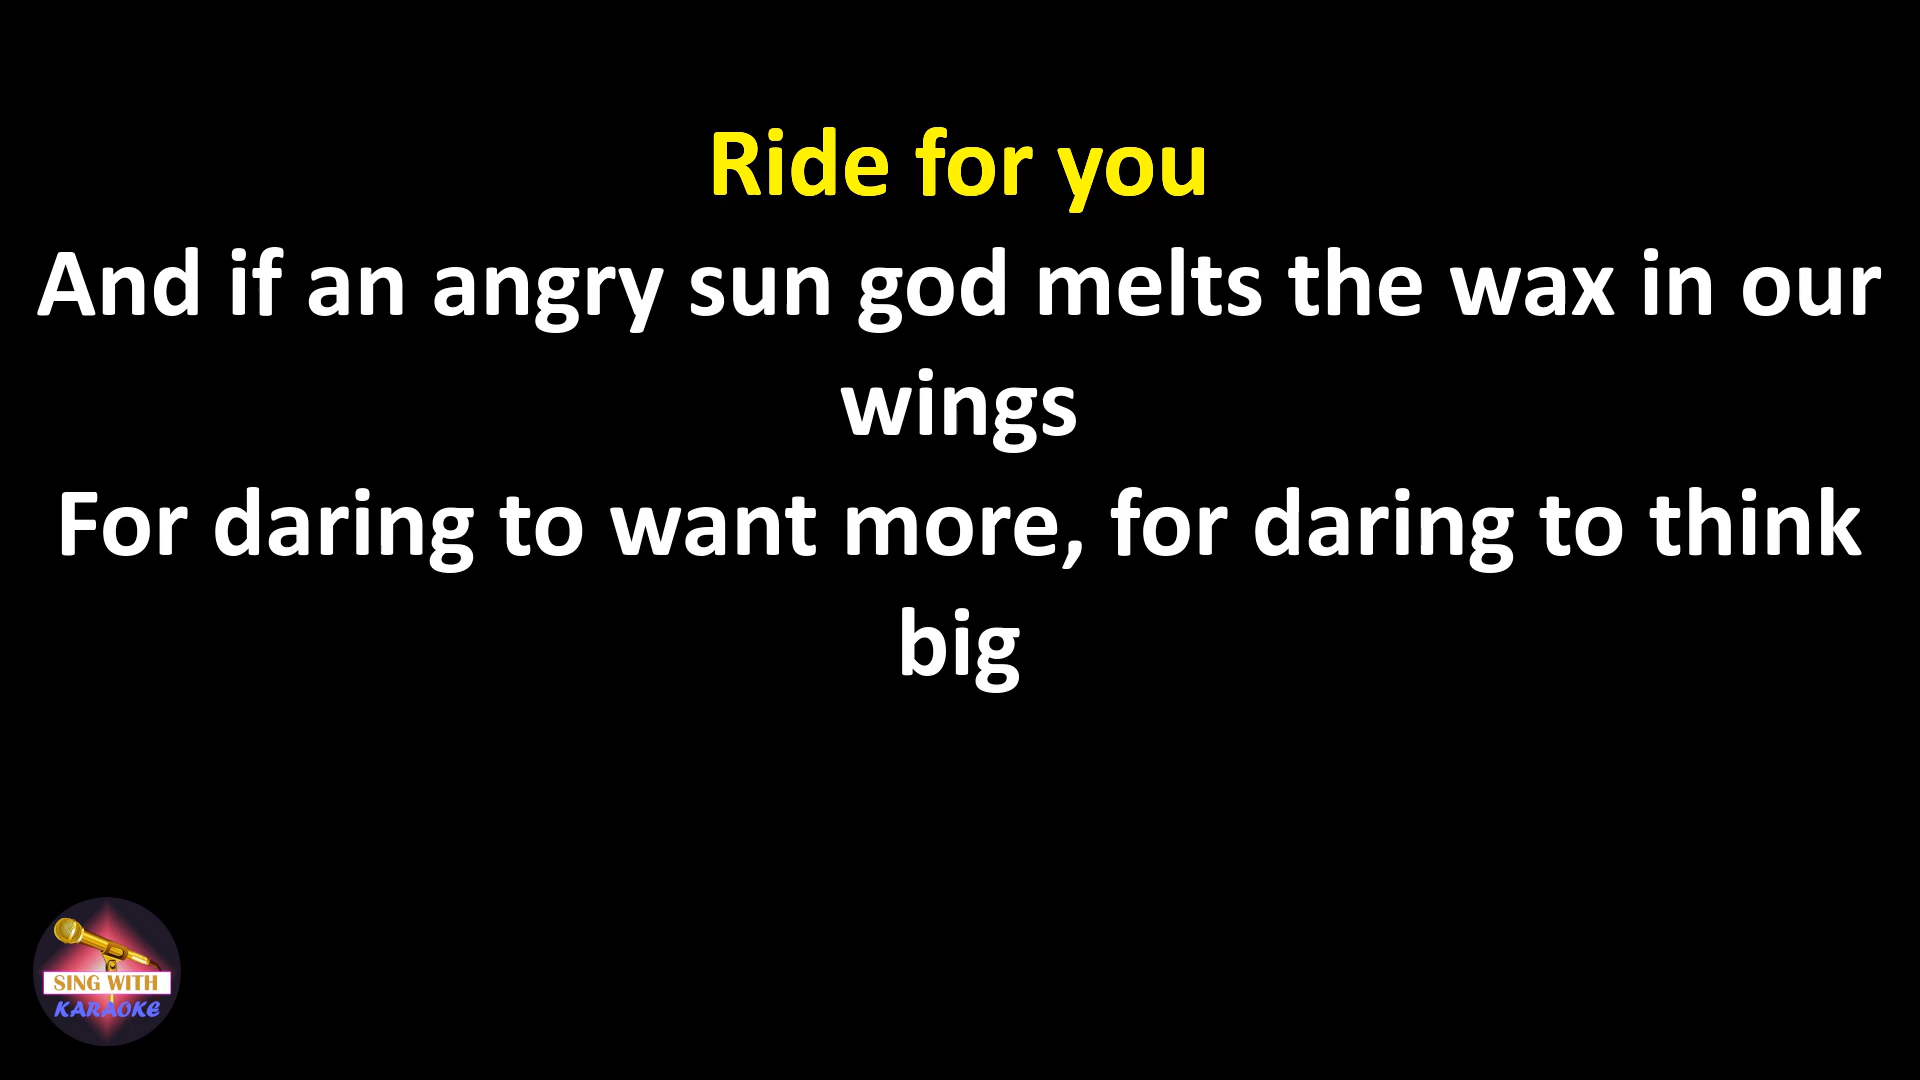 Ride for you
And if an angry sun god melts the wax in our
wings
For daring to want more, for daring to think
big
SING WITH
KARAOKE